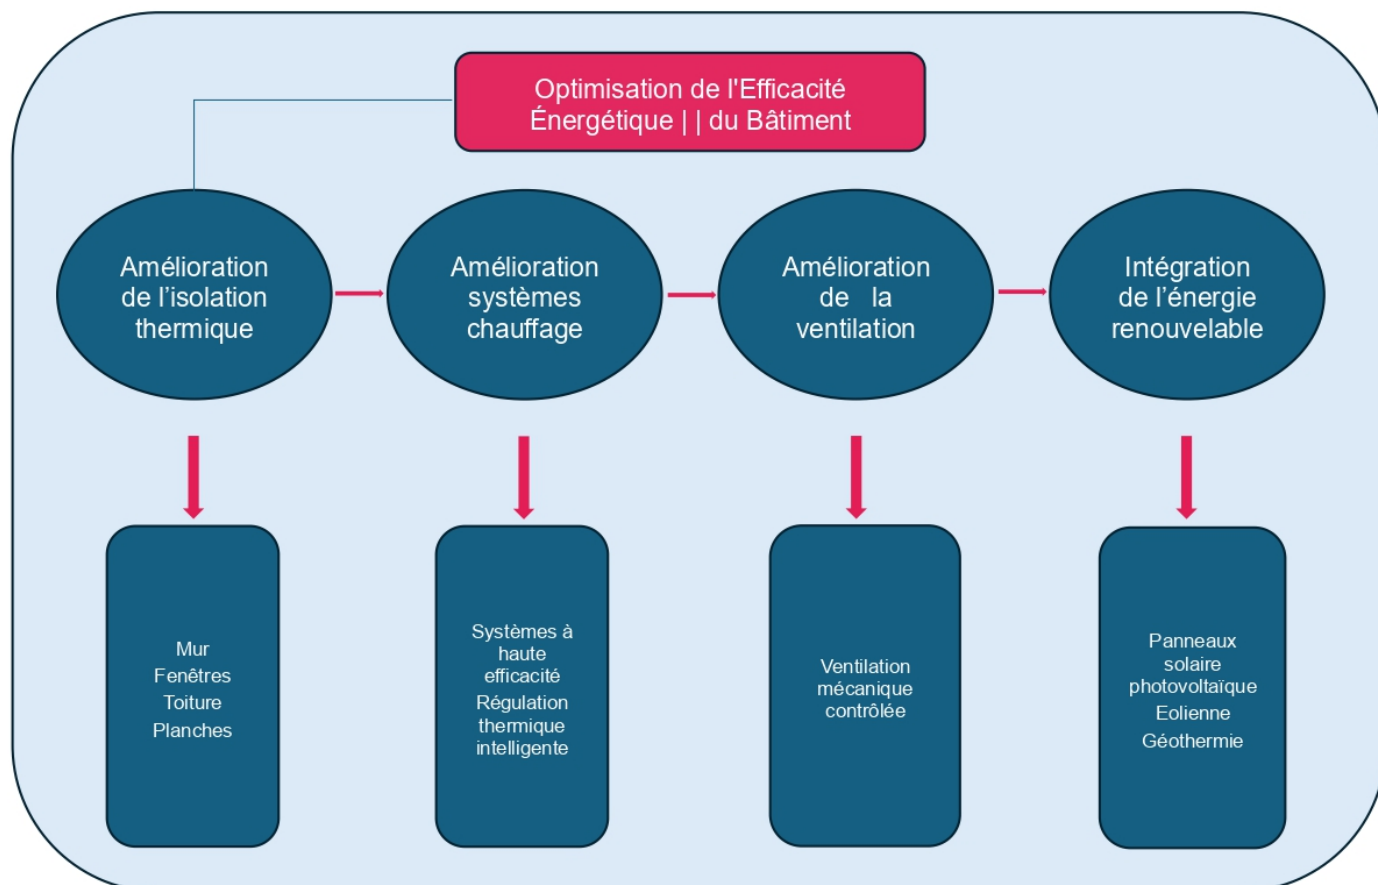 Optimisation de l'Efficacité
Énergétique | | du Bâtiment
Amélioration
de l’isolation
thermique
Amélioration
systèmes
chauffage
Amélioration
de la
ventilation
Intégration
de l’énergie
renouvelable
Mur
Fenêtres
Toiture
Planches
Systèmes à
haute
efficacité
Régulation
thermique
intelligente
Ventilation
mécanique
contrôlée
Panneaux
solaire
photovoltaïque
Eolienne
Géothermie